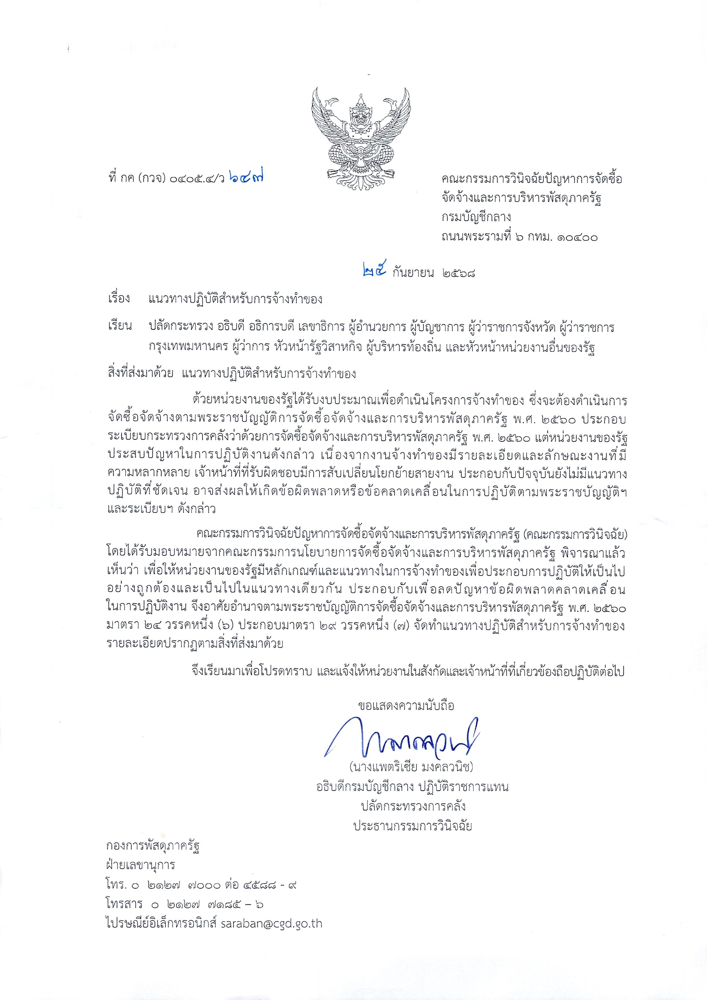 ที่ กค (กวจ) ๐๔๐๕.๔/ว ๖๔๗
คณะกรรมการวินิจฉัยปัญหาการจัดซื้อ
จัดจ้างและการบริหารพัสดุภาครัฐ
กรมบัญชีกลาง
ถนนพระรามที่ ๖ กทม. ๑๐๔๐๐
๒๕ กันยายน ๒๕๖๘
เรื่อง แนวทางปฏิบัติสำหรับการจ้างทำของ
เรียน ปลัดกระทรวง อธิบดี อธิการบดี เลขาธิการ ผู้อำนวยการ ผู้บัญชาการ ผู้ว่าราชการจังหวัด ผู้ว่าราชการ
กรุงเทพมหานคร ผู้ว่าการ หัวหน้ารัฐวิสาหกิจ ผู้บริหารท้องถิ่น และหัวหน้าหน่วยงานอื่นของรัฐ
สิ่งที่ส่งมาด้วย แนวทางปฏิบัติสำหรับการจ้างทำของ
ด้วยหน่วยงานของรัฐได้รับงบประมาณเพื่อดำเนินโครงการจ้างทำของ ซึ่งจะต้องดำเนินการ
จัดซื้อจัดจ้างตามพระราชบัญญัติการจัดซื้อจัดจ้างและการบริหารพัสดุภาครัฐ พ.ศ. ๒๕๖๐ ประกอบ
ระเบียบกระทรวงการคลังว่าด้วยการจัดซื้อจัดจ้างและการบริหารพัสดุภาครัฐ พ.ศ. ๒๕๖๐ แต่หน่วยงานของรัฐ
ประสบปัญหาในการปฏิบัติงานดังกล่าว เนื่องจากงานจ้างทำของมีรายละเอียดและลักษณะงานที่มี
ความหลากหลาย เจ้าหน้าที่ที่รับผิดชอบมีการสับเปลี่ยนโยกย้ายสายงาน ประกอบกับปัจจุบันยังไม่มีแนวทาง
ปฏิบัติที่ชัดเจน อาจส่งผลให้เกิดข้อผิดพลาดหรือข้อคลาดเคลื่อนในการปฏิบัติตามพระราชบัญญัติฯ
และระเบียบฯ ดังกล่าว
คณะกรรมการวินิจฉัยปัญหาการจัดซื้อจัดจ้างและการบริหารพัสดุภาครัฐ (คณะกรรมการวินิจฉัย)
โดยได้รับมอบหมายจากคณะกรรมการนโยบายการจัดซื้อจัดจ้างและการบริหารพัสดุภาครัฐ พิจารณาแล้ว
เห็นว่า เพื่อให้หน่วยงานของรัฐมีหลักเกณฑ์และแนวทางในการจ้างทำของเพื่อประกอบการปฏิบัติให้เป็นไป
อย่างถูกต้องและเป็นไปในแนวทางเดียวกัน ประกอบกับเพื่อลดปัญหาข้อผิดพลาดคลาดเคลื่อน
ในการปฏิบัติงาน จึงอาศัยอำนาจตามพระราชบัญญัติการจัดซื้อจัดจ้างและการบริหารพัสดุภาครัฐ พ.ศ. ๒๕๖๐
มาตรา ๒๔ วรรคหนึ่ง (๖) ประกอบมาตรา ๒๙ วรรคหนึ่ง (๗) จัดทำแนวทางปฏิบัติสำหรับการจ้างทำของ
รายละเอียดปรากฏตามสิ่งที่ส่งมาด้วย
จึงเรียนมาเพื่อโปรดทราบ และแจ้งให้หน่วยงานในสังกัดและเจ้าหน้าที่ที่เกี่ยวข้องถือปฏิบัติต่อไป
ขอแสดงความนับถือ
(นางแพตริเซีย มงคลวนิช)
อธิบดีกรมบัญชีกลาง ปฏิบัติราชการแทน
ปลัดกระทรวงการคลัง
ประธานกรรมการวินิจฉัย
กองการพัสดุภาครัฐ
ฝ่ายเลขานุการ
โทร. ๐ ๒๑๒๗ ๗๐๐๐ ต่อ ๔๕๘๘ - ๙
โทรสาร ๐ ๒๑๒๗ ๗๑๘๕ – ๖
ไปรษณีย์อิเล็กทรอนิกส์ saraban@cgd.go.th